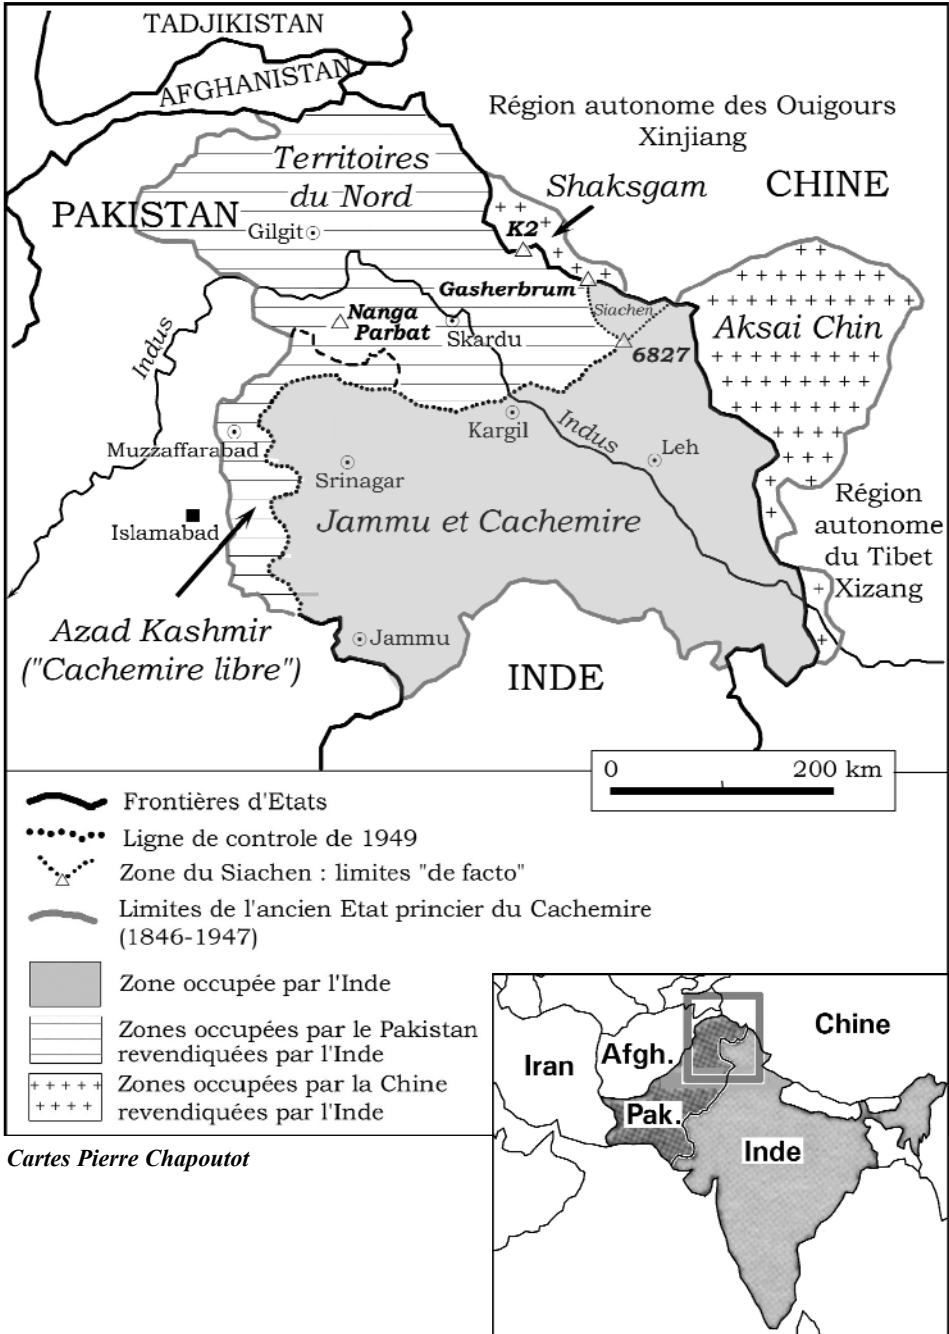 TADJIKISTAN
AFGHANISTAN
Région autonome des Ouigours
Xinjiang
CHINE
Territoires
du Nord
Shaksgam
PAKISTAN
Gilgit
K2
Gasherbrum
Siachen
Aksai Chin
Nanga
Parbat
Skardu
6827
Indus
Kargil
Indus
Leh
Muzzaffarabad
Srinagar
Région
autonome
du Tibet
Xizang
Islamabad
Jammu et Cachemire
Azad Kashmir
("Cachemire libre")
Jammu
INDE
0 200 km
Frontières d'Etats
Ligne de controle de 1949
Zone du Siachen : limites "de facto"
Limites de l'ancien Etat princier du Cachemire
(1846-1947)
Zone occupée par l'Inde
Zones occupées par le Pakistan
revendiquées par l'Inde
Zones occupées par la Chine
revendiquées par l'Inde
Iran
Afgh.
Chine
Pak.
Inde
Cartes Pierre Chapoutot